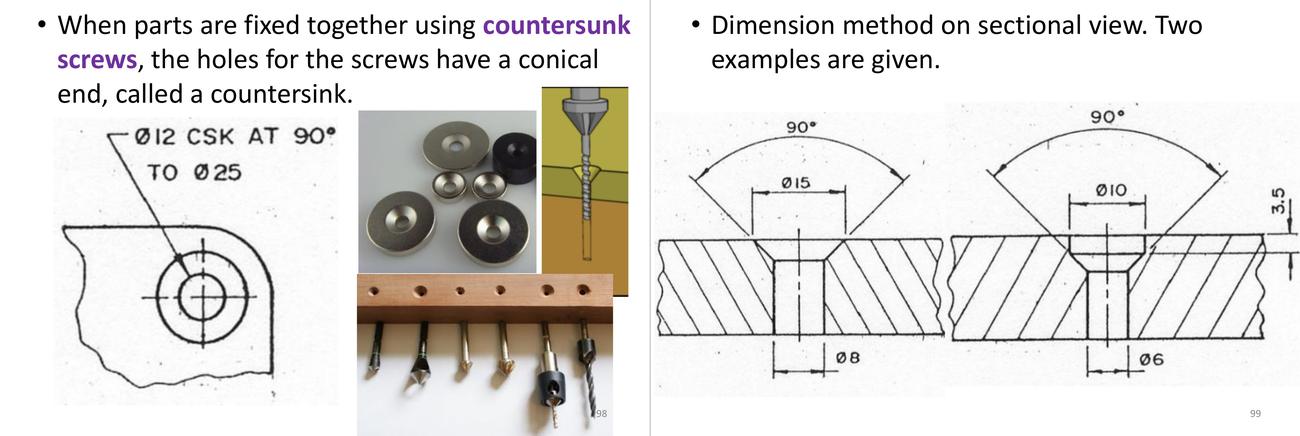 • When parts are fixed together using countersunk
screws, the holes for the screws have a conical
end, called a countersink.
Ø12 CSK AT 90°
TO Ø25
98
• Dimension method on sectional view. Two
examples are given.
90°
Ø15
Ø8
90°
Ø10
3.5
Ø6
99